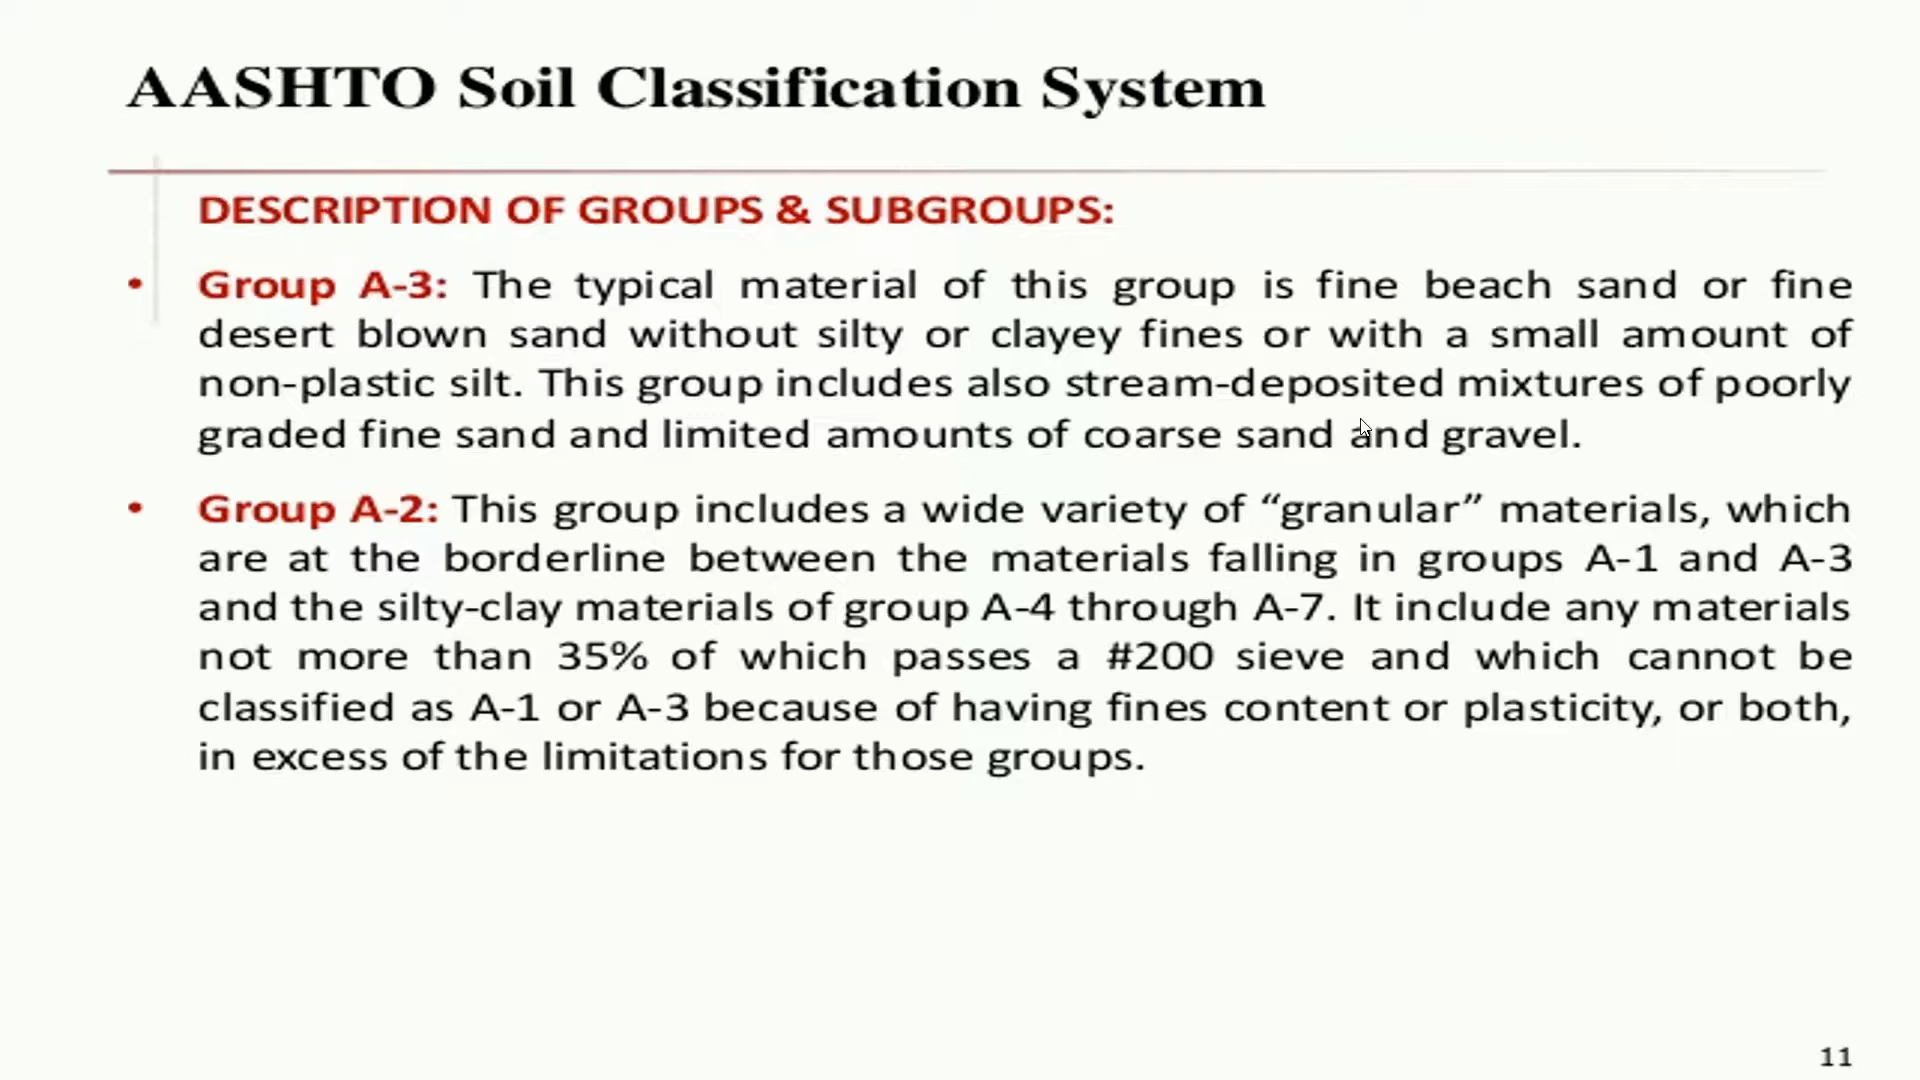 AASHTO Soil Classification System
DESCRIPTION OF GROUPS & SUBGROUPS:
• Group A-3: The typical material of this group is fine beach sand or fine
desert blown sand without silty or clayey fines or with a small amount of
non-plastic silt. This group includes also stream-deposited mixtures of poorly
graded fine sand and limited amounts of coarse sand and gravel.
• Group A-2: This group includes a wide variety of “granular” materials, which
are at the borderline between the materials falling in groups A-1 and A-3
and the silty-clay materials of group A-4 through A-7. It include any materials
not more than 35% of which passes a #200 sieve and which cannot be
classified as A-1 or A-3 because of having fines content or plasticity, or both,
in excess of the limitations for those groups.
11